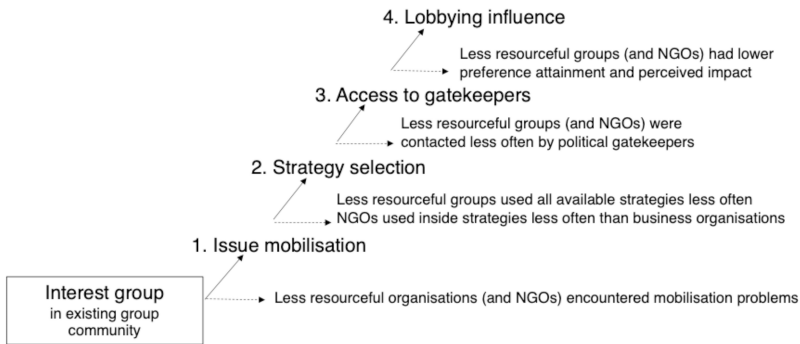 4. Lobbying influence
Less resourceful groups (and NGOs) had lower
preference attainment and perceived impact
3. Access to gatekeepers
Less resourceful groups (and NGOs) were
contacted less often by political gatekeepers
2. Strategy selection
Less resourceful groups used all available strategies less often
NGOs used inside strategies less often than business organisations
1. Issue mobilisation
Interest group
in existing group
community
Less resourceful organisations (and NGOs) encountered mobilisation problems